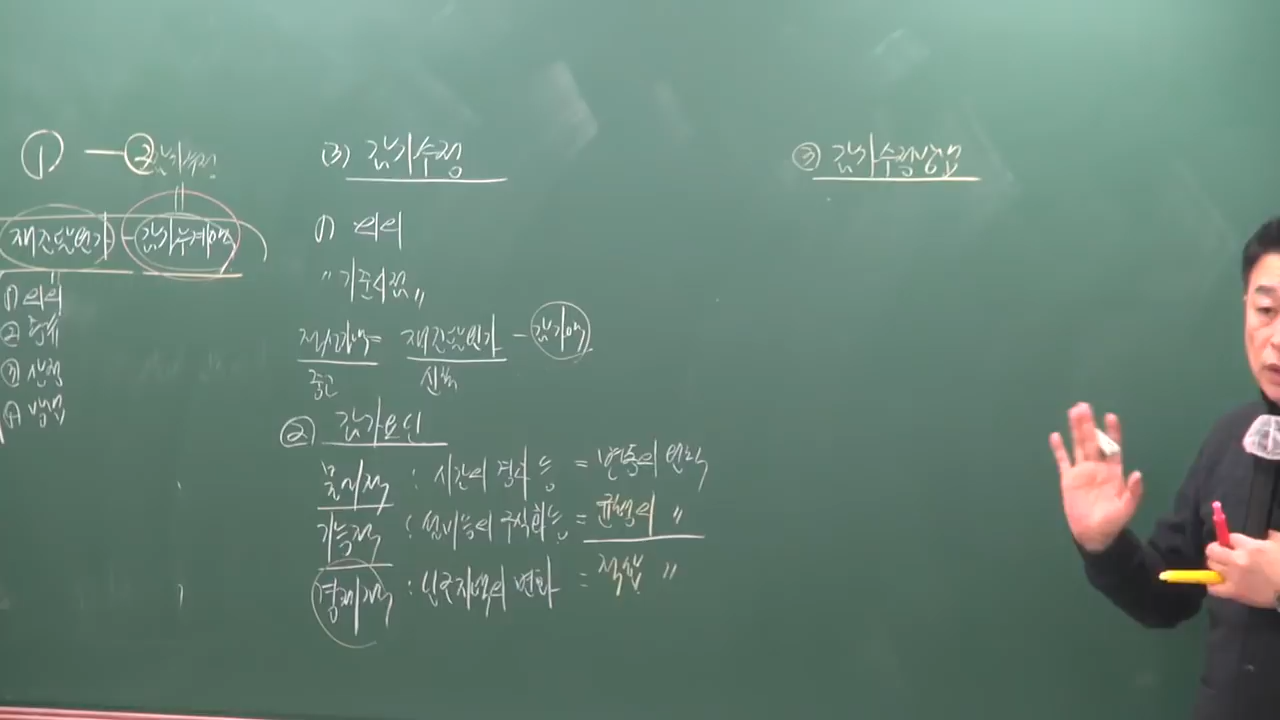 ① — ② 감가수정
재조달원가 - 감가누계액
① 의의
② 종류
③ 산정
④ 방법
(3) 감가수정
① 의의
"기준시점"
적산가액 = 재조달원가 - 감가액
중고 신축
② 감가요인
물리적 : 시간의 경과 등 = 변동의 원칙
기능적 : 설비등의 구식화등 = 균형의 〃
경제적 : 인근지역의 변화 = 적합 〃
③ 감가수정방법